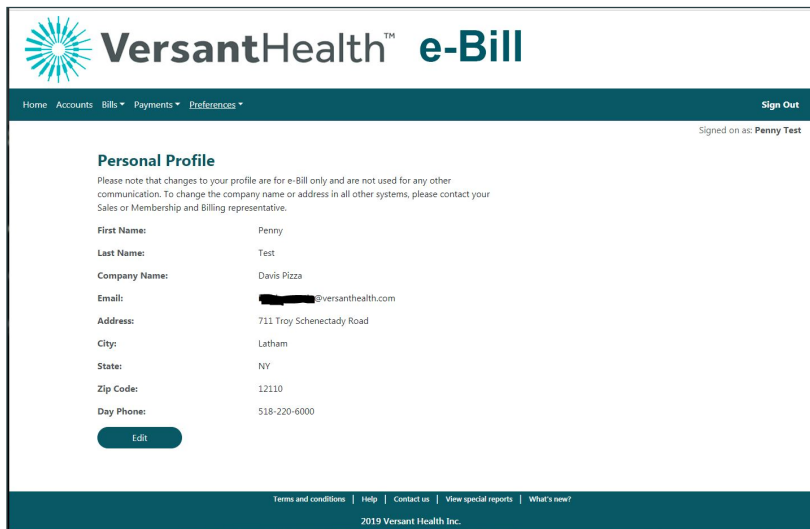 VersantHealth™ e-Bill
Home Accounts Bills Payments Preferences Sign Out
Signed on as: Penny Test
Personal Profile
Please note that changes to your profile are for e-Bill only and are not used for any other
communication. To change the company name or address in all other systems, please contact your
Sales or Membership and Billing representative.
First Name: Penny
Last Name: Test
Company Name: Davis Pizza
Email: @versanthealth.com
Address: 711 Troy Schenectady Road
City: Latham
State: NY
Zip Code: 12110
Day Phone: 518-220-6000
Edit
Terms and conditions | Help | Contact us | View special reports | What's new?
2019 Versant Health Inc.